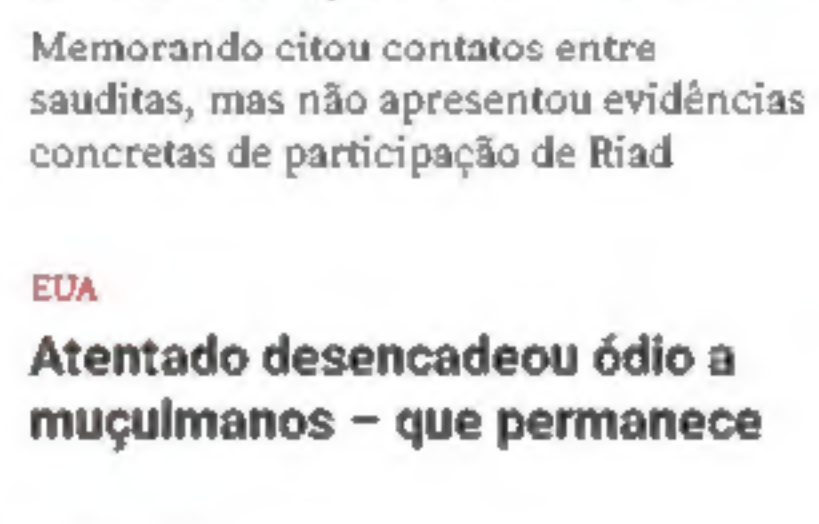 Memorando citou contatos entre
sauditas, mas não apresentou evidências
concretas de participação de Riad
EUA
Atentado desencadeou ódio a
muçulmanos – que permanece